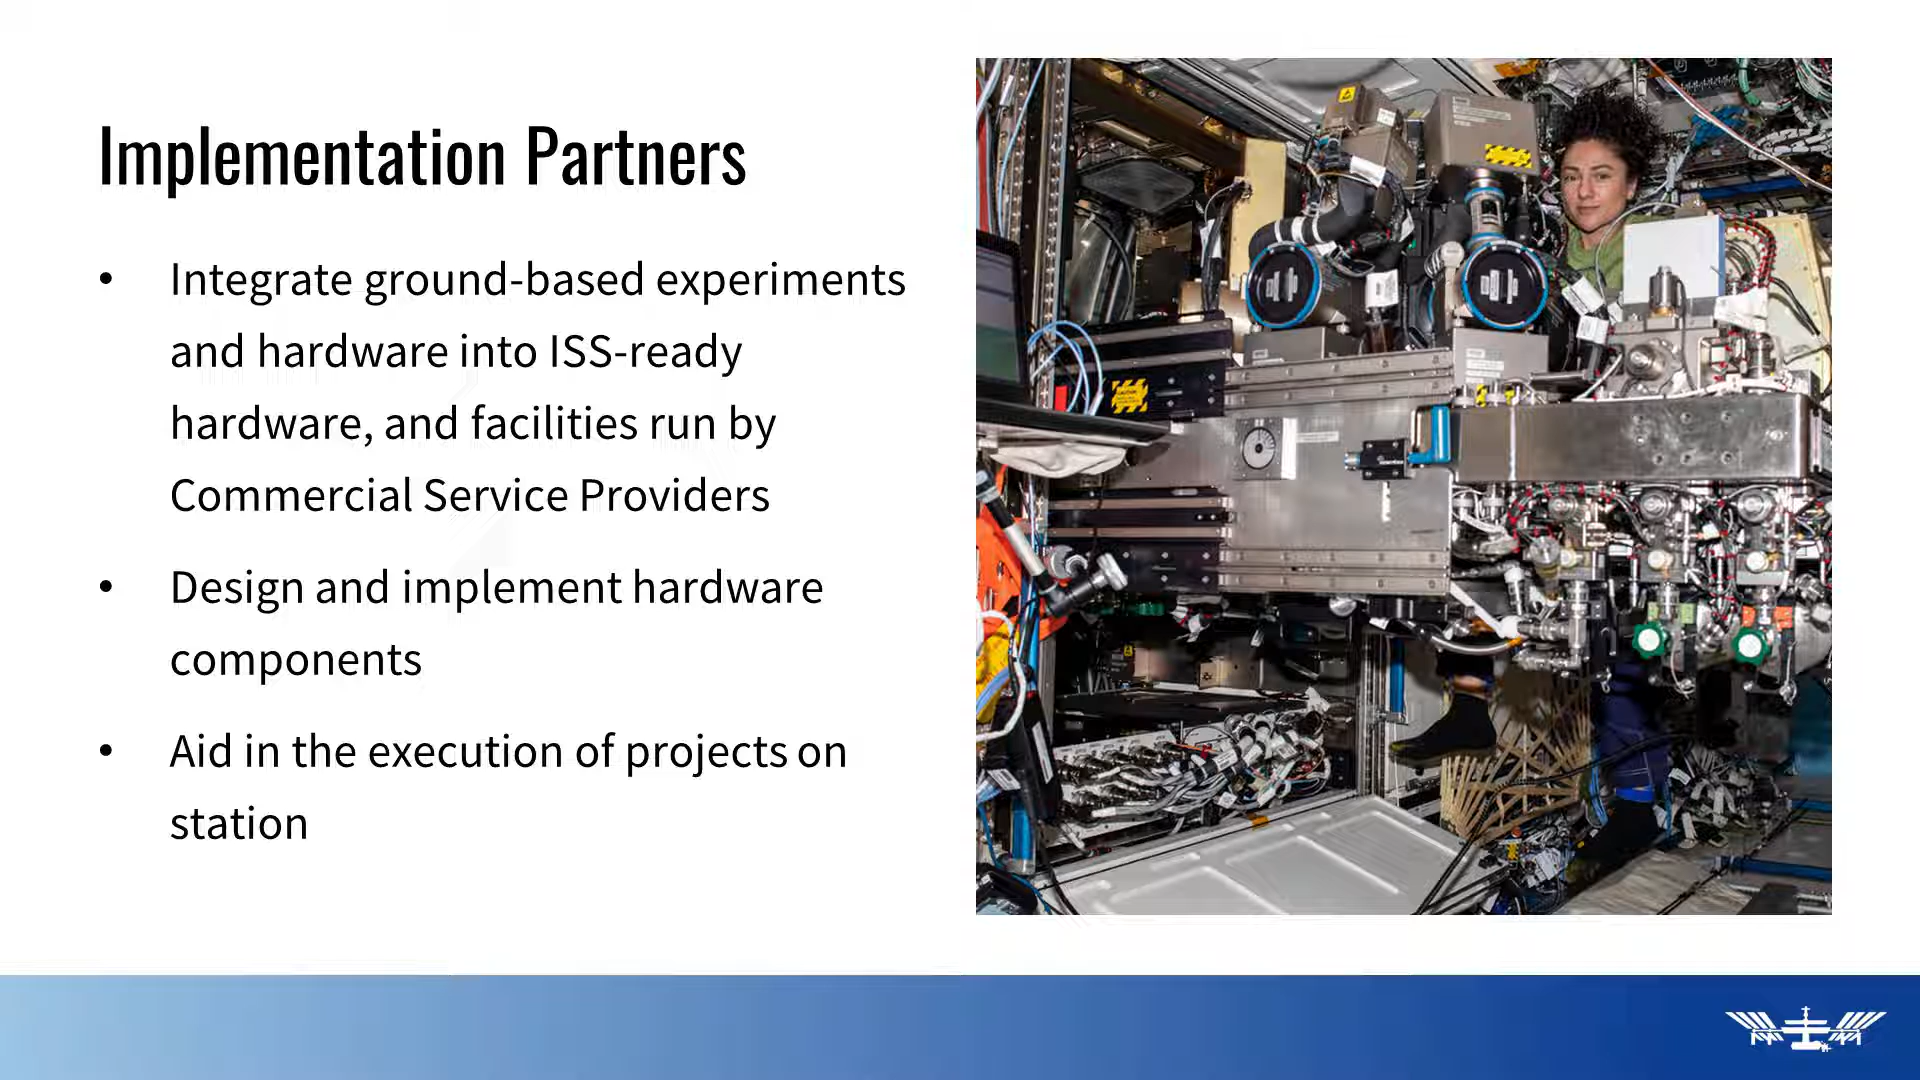 Implementation Partners
• Integrate ground-based experiments
and hardware into ISS-ready
hardware, and facilities run by
Commercial Service Providers
• Design and implement hardware
components
• Aid in the execution of projects on
station